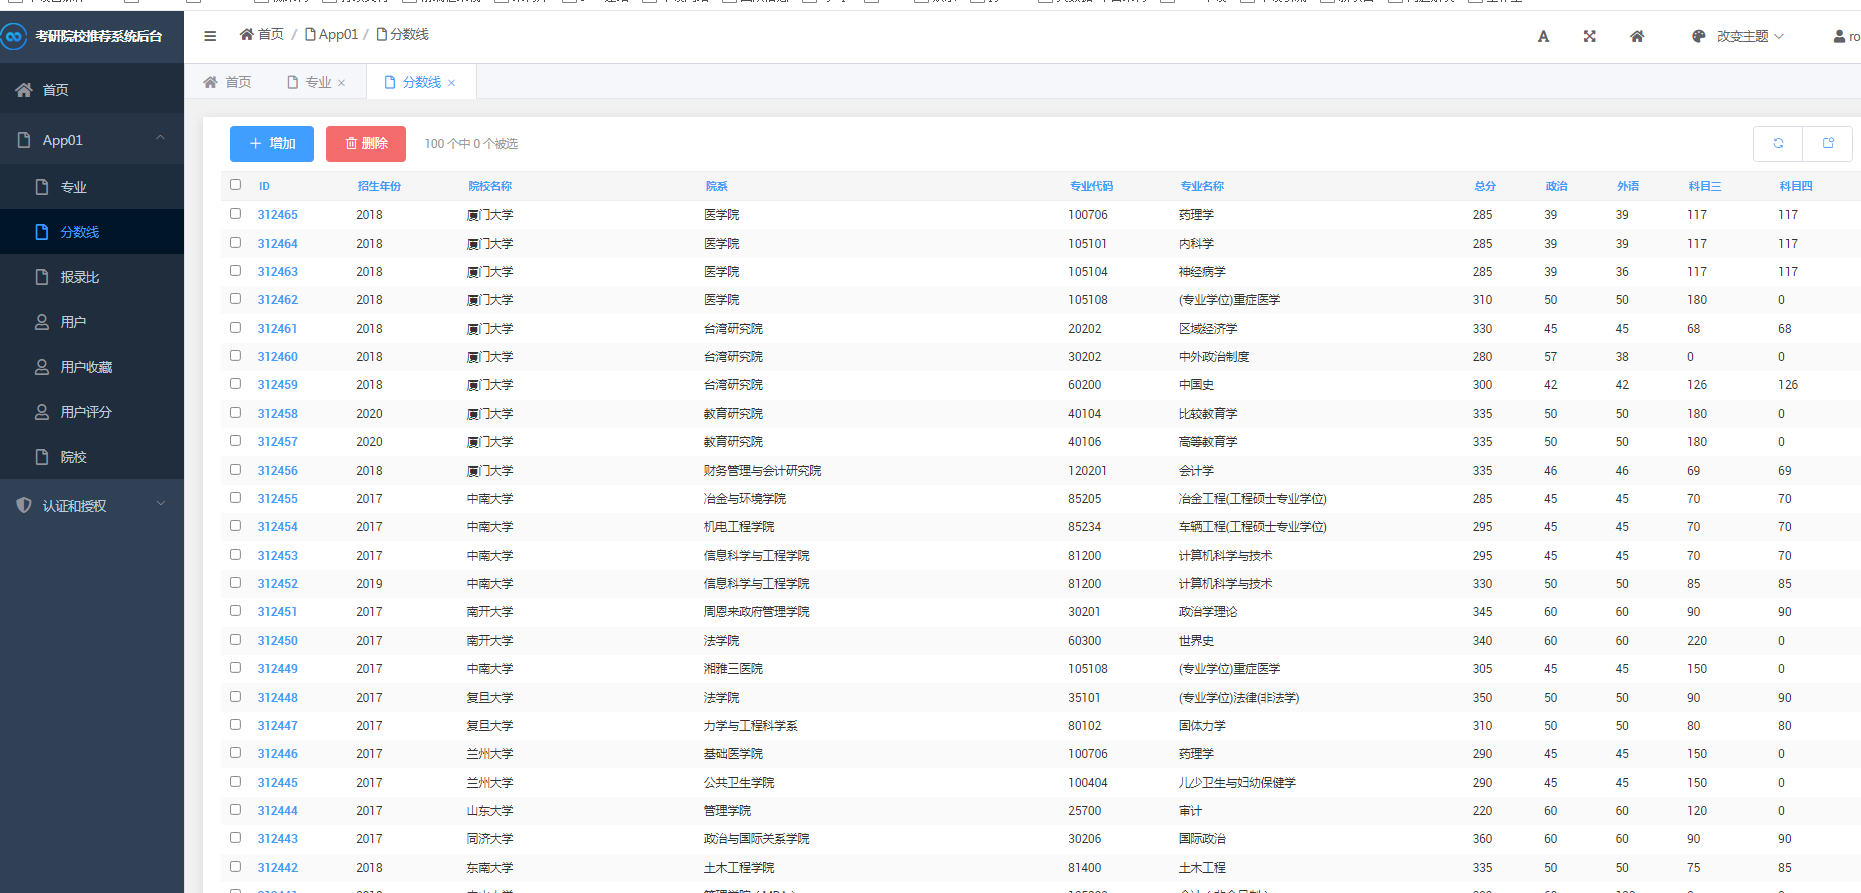 考研院校推荐系统后台
首页 / App01 / 分数线
改变主题
ro
首页
专业 ×
分数线 ×
首页
App01
专业
分数线
报录比
用户
用户收藏
用户评分
院校
认证和授权
+ 增加
删除
100 个中 0 个被选
ID 招生年份 院校名称 院系 专业代码 专业名称 总分 政治 外语 科目三 科目四
312465 2018 厦门大学 医学院 100706 药理学 285 39 39 117 117
312464 2018 厦门大学 医学院 105101 内科学 285 39 39 117 117
312463 2018 厦门大学 医学院 105104 神经病学 285 39 36 117 117
312462 2018 厦门大学 医学院 105108 (专业学位)重症医学 310 50 50 180 0
312461 2018 厦门大学 台湾研究院 20202 区域经济学 330 45 45 68 68
312460 2018 厦门大学 台湾研究院 30202 中外政治制度 280 57 38 0 0
312459 2018 厦门大学 台湾研究院 60200 中国史 300 42 42 126 126
312458 2020 厦门大学 教育研究院 40104 比较教育学 335 50 50 180 0
312457 2020 厦门大学 教育研究院 40106 高等教育学 335 50 50 180 0
312456 2018 厦门大学 财务管理与会计研究院 120201 会计学 335 46 46 69 69
312455 2017 中南大学 冶金与环境学院 85205 冶金工程(工程硕士专业学位) 285 45 45 70 70
312454 2017 中南大学 机电工程学院 85234 车辆工程(工程硕士专业学位) 295 45 45 70 70
312453 2017 中南大学 信息科学与工程学院 81200 计算机科学与技术 295 45 45 70 70
312452 2019 中南大学 信息科学与工程学院 81200 计算机科学与技术 330 50 50 85 85
312451 2017 南开大学 周恩来政府管理学院 30201 政治学理论 345 60 60 90 90
312450 2017 南开大学 法学院 60300 世界史 340 60 60 220 0
312449 2017 中南大学 湘雅三医院 105108 (专业学位)重症医学 305 45 45 150 0
312448 2017 复旦大学 法学院 35101 (专业学位)法律(非法学) 350 50 50 90 90
312447 2017 复旦大学 力学与工程科学系 80102 固体力学 310 50 50 80 80
312446 2017 兰州大学 基础医学院 100706 药理学 290 45 45 150 0
312445 2017 兰州大学 公共卫生学院 100404 儿少卫生与妇幼保健学 290 45 45 150 0
312444 2017 山东大学 管理学院 25700 审计 220 60 60 120 0
312443 2017 同济大学 政治与国际关系学院 30206 国际政治 360 60 60 90 90
312442 2018 东南大学 土木工程学院 81400 土木工程 335 50 50 75 85